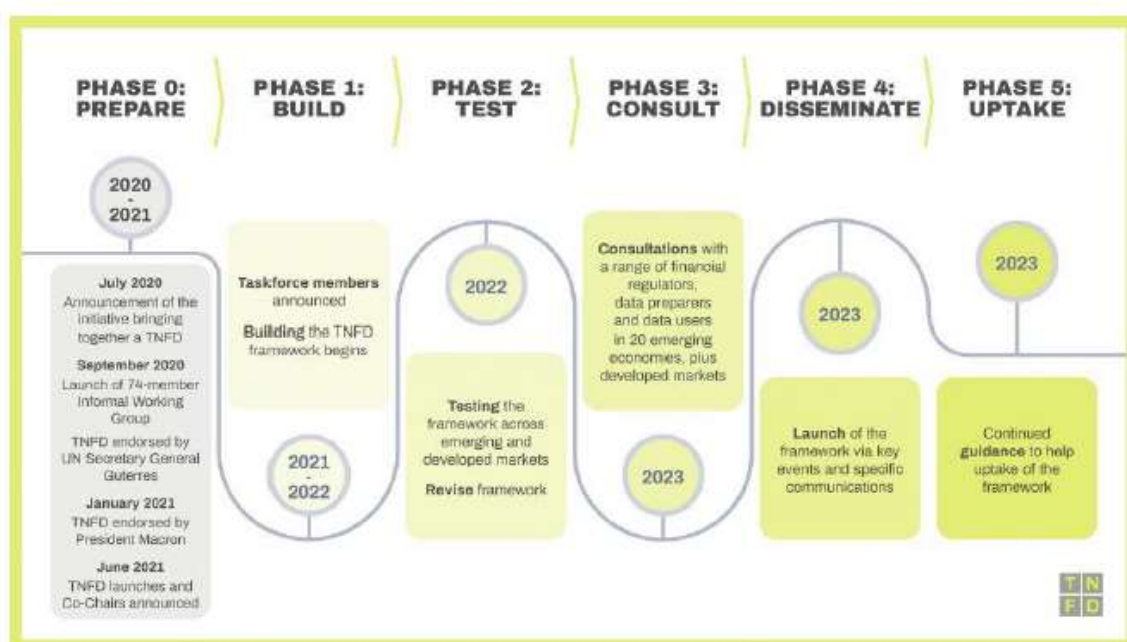 PHASE 0:
PREPARE
PHASE 1:
BUILD
PHASE 2:
TEST
PHASE 3:
CONSULT
PHASE 4:
DISSEMINATE
PHASE 5:
UPTAKE
2020
-
2021
July 2020
Announcement of the
initiative bringing
together a TNFD
September 2020
Launch of 74-member
Informal Working
Group
TNFD endorsed by
UN Secretary General
Guterres
January 2021
TNFD endorsed by
President Macron
June 2021
TNFD launches and
Co-Chairs announced
Taskforce members
announced
Building the TNFD
framework begins
2021
-
2022
2022
Testing the
framework across
emerging and
developed markets
Revise framework
Consultations with
a range of financial
regulators,
data preparers
and data users
in 20 emerging
economies, plus
developed markets
2023
2023
Launch of the
framework via key
events and specific
communications
2023
Continued
guidance to help
uptake of the
framework
TN
FD